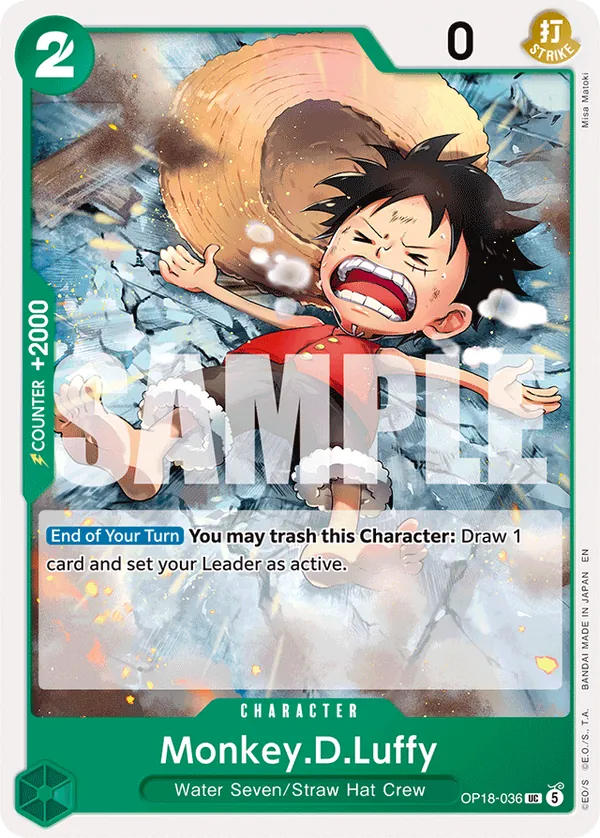 2
0
打
STRIKE
Misa Matoki
COUNTER +2000
SAMPLE
End of Your Turn You may trash this Character: Draw 1
card and set your Leader as active.
CHARACTER
Monkey.D.Luffy
Water Seven/Straw Hat Crew
OP18-036 UC 5
©E.O/S ©E.O./S., T.A. BANDAI MADE IN JAPAN EN